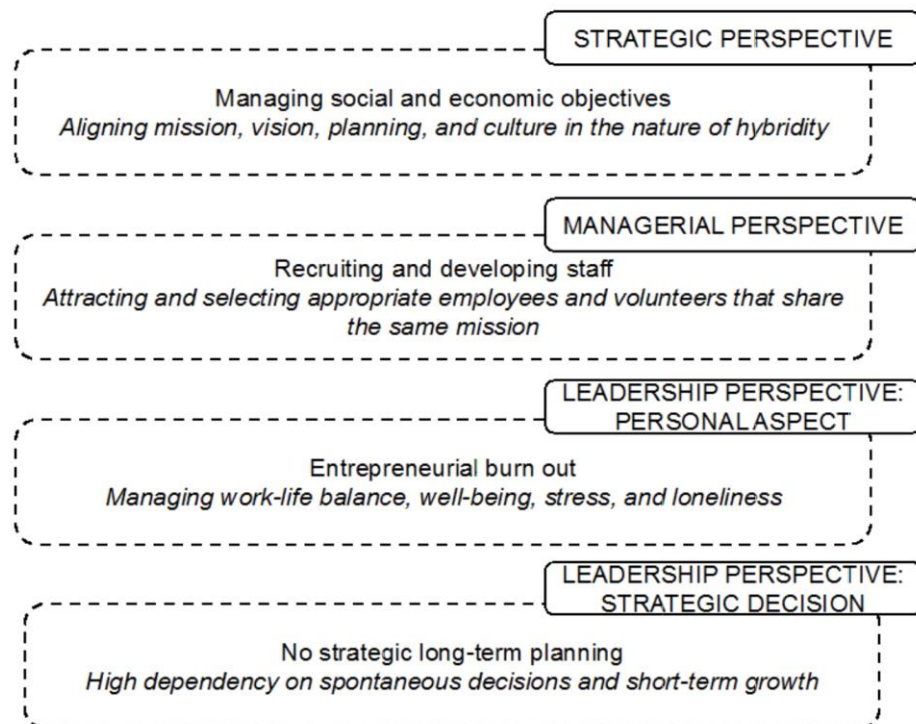 STRATEGIC PERSPECTIVE
Managing social and economic objectives
Aligning mission, vision, planning, and culture in the nature of hybridity
MANAGERIAL PERSPECTIVE
Recruiting and developing staff
Attracting and selecting appropriate employees and volunteers that share
the same mission
LEADERSHIP PERSPECTIVE:
PERSONAL ASPECT
Entrepreneurial burn out
Managing work-life balance, well-being, stress, and loneliness
LEADERSHIP PERSPECTIVE:
STRATEGIC DECISION
No strategic long-term planning
High dependency on spontaneous decisions and short-term growth